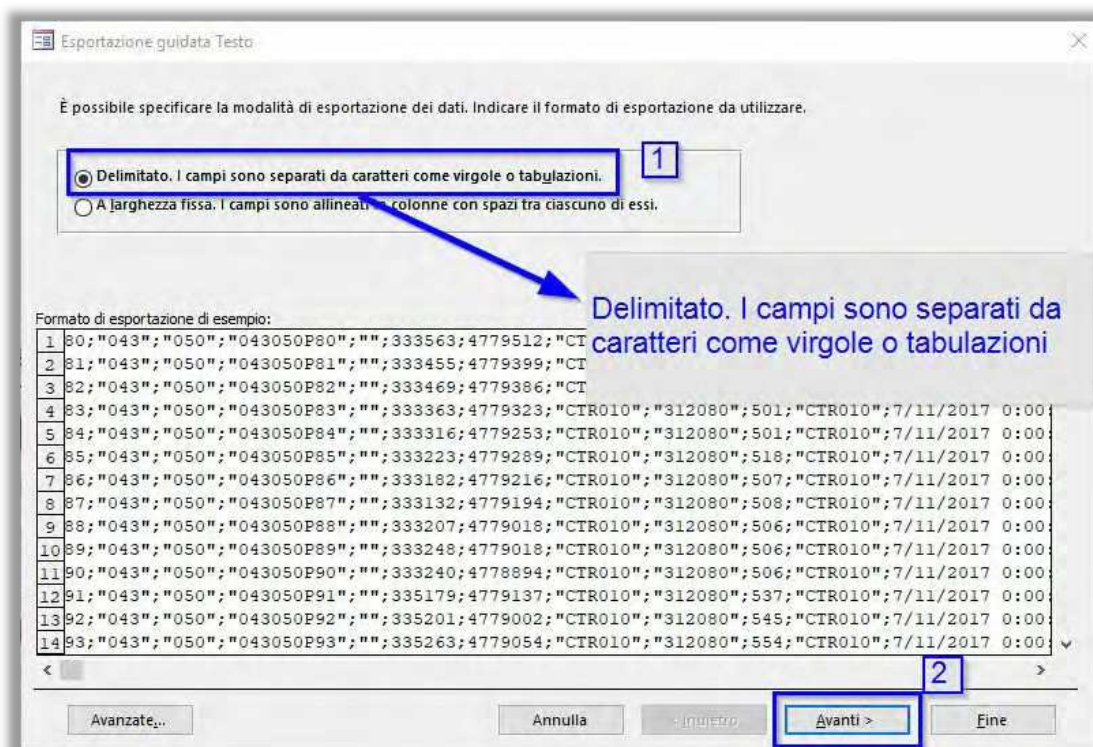 Esportazione guidata Testo
È possibile specificare la modalità di esportazione dei dati. Indicare il formato di esportazione da utilizzare.
1
Delimitato. I campi sono separati da caratteri come virgole o tabulazioni.
A larghezza fissa. I campi sono allineati in colonne con spazi tra ciascuno di essi.
Delimitato. I campi sono separati da
caratteri come virgole o tabulazioni
Formato di esportazione di esempio:
1 80;"043";"050";"043050P80";"";333563;4779512;"CT
2 81;"043";"050";"043050P81";"";333455;4779399;"CT
3 82;"043";"050";"043050P82";"";333469;4779386;"CT
4 83;"043";"050";"043050P83";"";333363;4779323;"CTR010";"312080";501;"CTR010";7/11/2017 0:00:
5 84;"043";"050";"043050P84";"";333316;4779253;"CTR010";"312080";501;"CTR010";7/11/2017 0:00:
6 85;"043";"050";"043050P85";"";333223;4779289;"CTR010";"312080";518;"CTR010";7/11/2017 0:00:
7 86;"043";"050";"043050P86";"";333182;4779216;"CTR010";"312080";507;"CTR010";7/11/2017 0:00:
8 87;"043";"050";"043050P87";"";333132;4779194;"CTR010";"312080";508;"CTR010";7/11/2017 0:00:
9 88;"043";"050";"043050P88";"";333207;4779018;"CTR010";"312080";506;"CTR010";7/11/2017 0:00:
10 89;"043";"050";"043050P89";"";333248;4779018;"CTR010";"312080";506;"CTR010";7/11/2017 0:00:
11 90;"043";"050";"043050P90";"";333240;4778894;"CTR010";"312080";506;"CTR010";7/11/2017 0:00:
12 91;"043";"050";"043050P91";"";335179;4779137;"CTR010";"312080";537;"CTR010";7/11/2017 0:00:
13 92;"043";"050";"043050P92";"";335201;4779002;"CTR010";"312080";545;"CTR010";7/11/2017 0:00:
14 93;"043";"050";"043050P93";"";335263;4779054;"CTR010";"312080";554;"CTR010";7/11/2017 0:00:
2
Avanzate... Annulla < Indietro Avanti > Fine